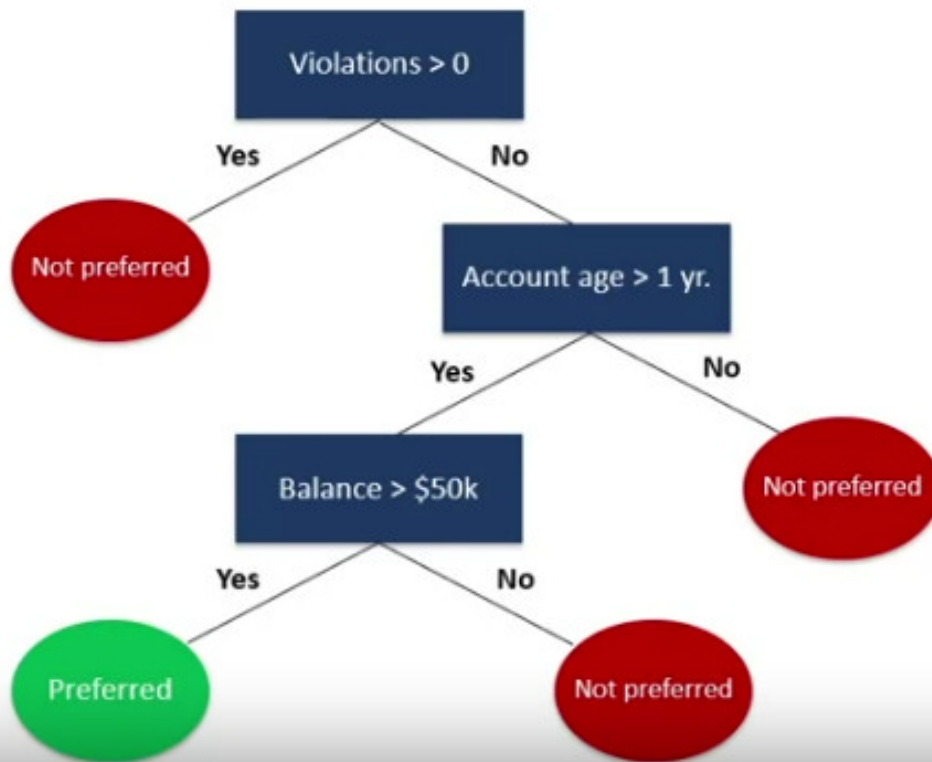 Violations > 0
Yes
No
Not preferred
Account age > 1 yr.
Yes
No
Balance > $50k
Not preferred
Yes
No
Preferred
Not preferred